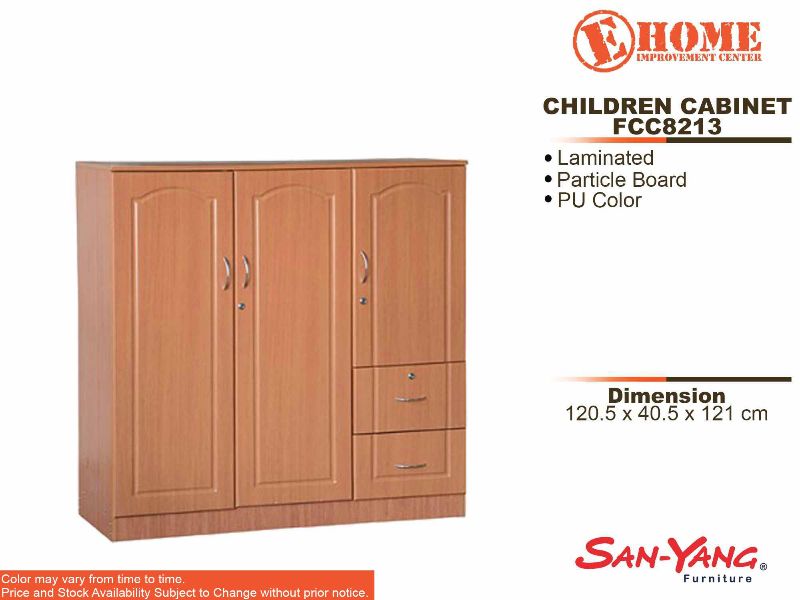 E HOME
IMPROVEMENT CENTER
CHILDREN CABINET
FCC8213
• Laminated
• Particle Board
• PU Color
Dimension
120.5 x 40.5 x 121 cm
SAN-YANG®
Furniture
Color may vary from time to time.
Price and Stock Availability Subject to Change without prior notice.